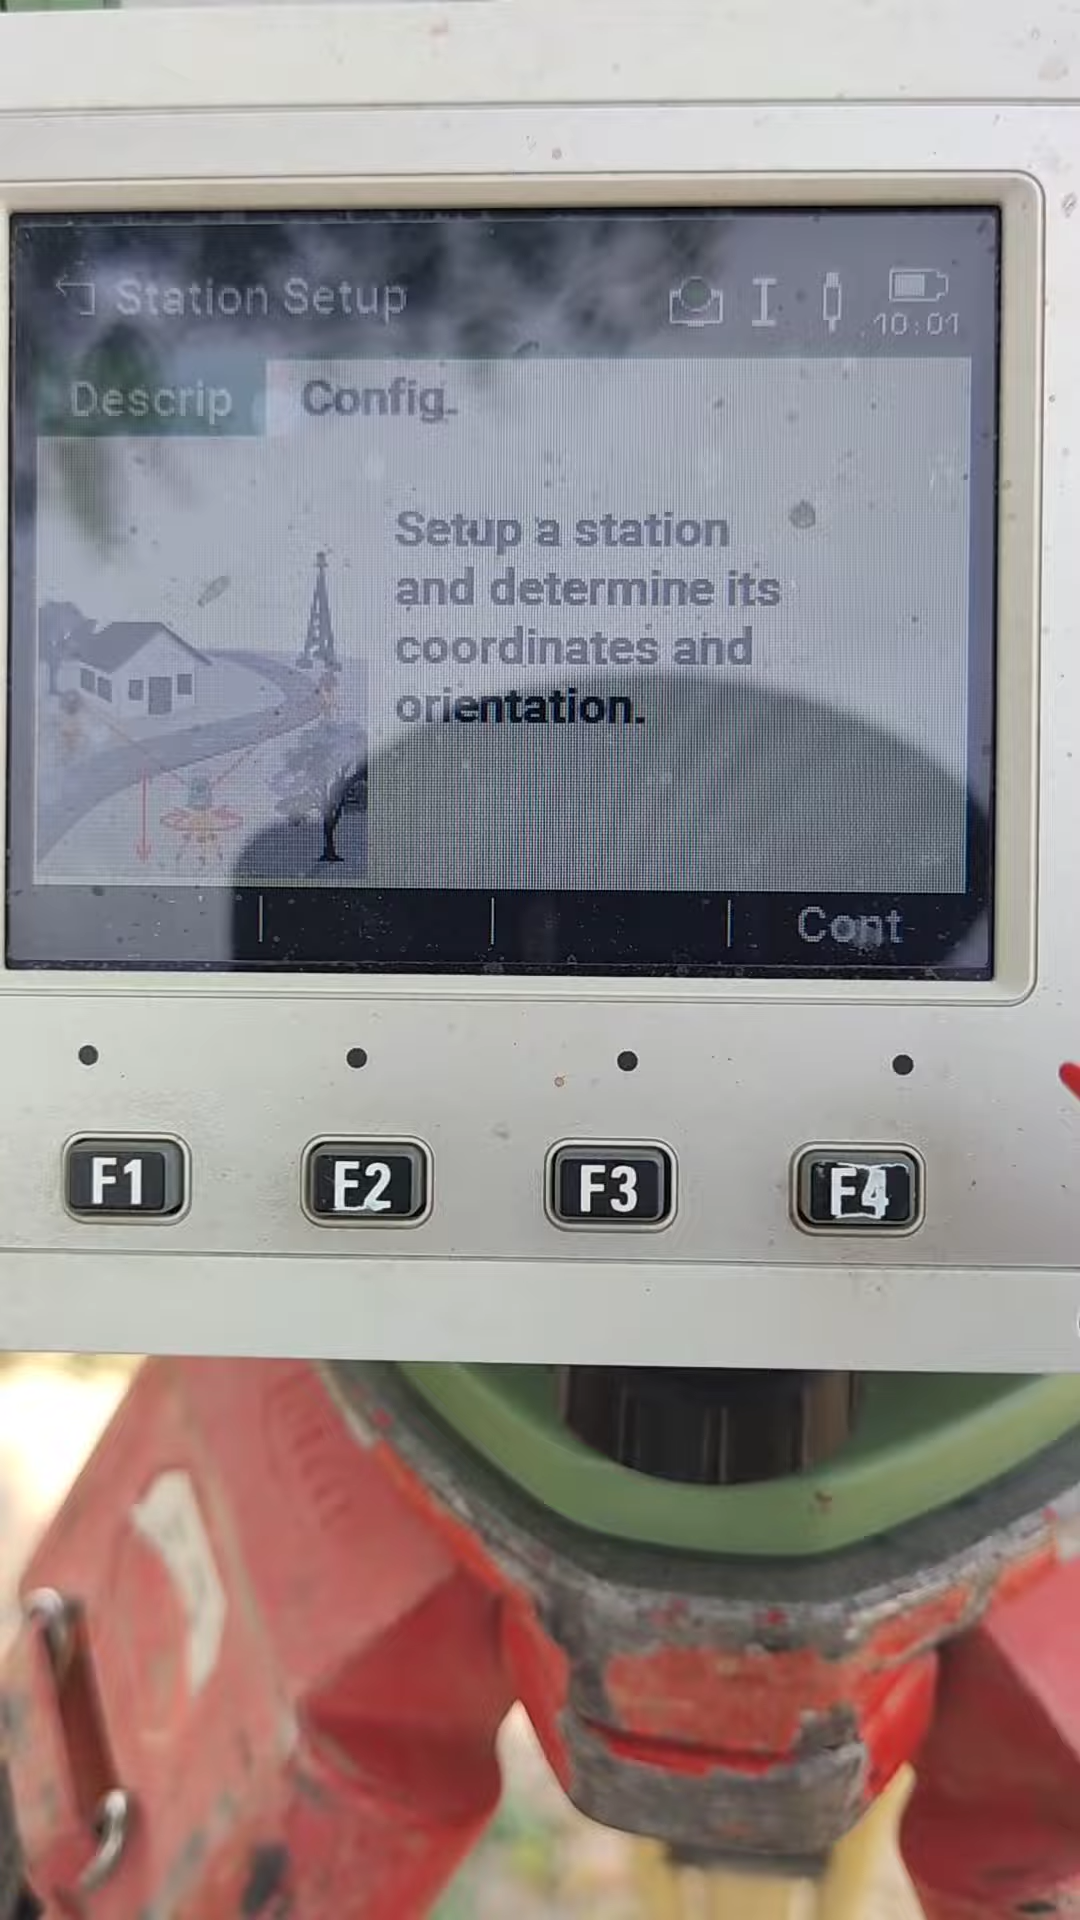 Station Setup
10:01
Descrip Config.
Setup a station
and determine its
coordinates and
orientation.
Cont
F1 F2 F3 F4